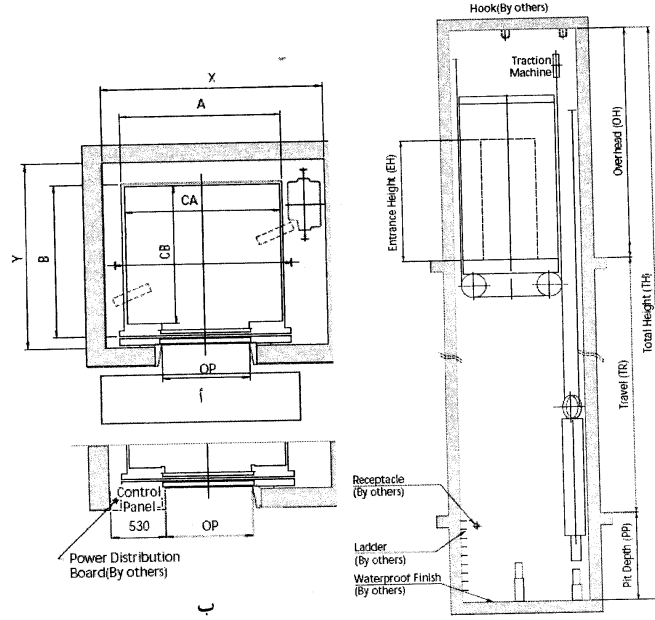 Hook(By others)
X
A
Traction
Machine
CA
CB
B
Y
OP
Entrance Height (EH)
Overhead (OH)
Total Height (TH)
Travel (TR)
Control
Panel
530
OP
Power Distribution
Board(By others)
ب
Receptacle
(By others)
Ladder
(By others)
Waterproof Finish
(By others)
Pit Depth (PP)